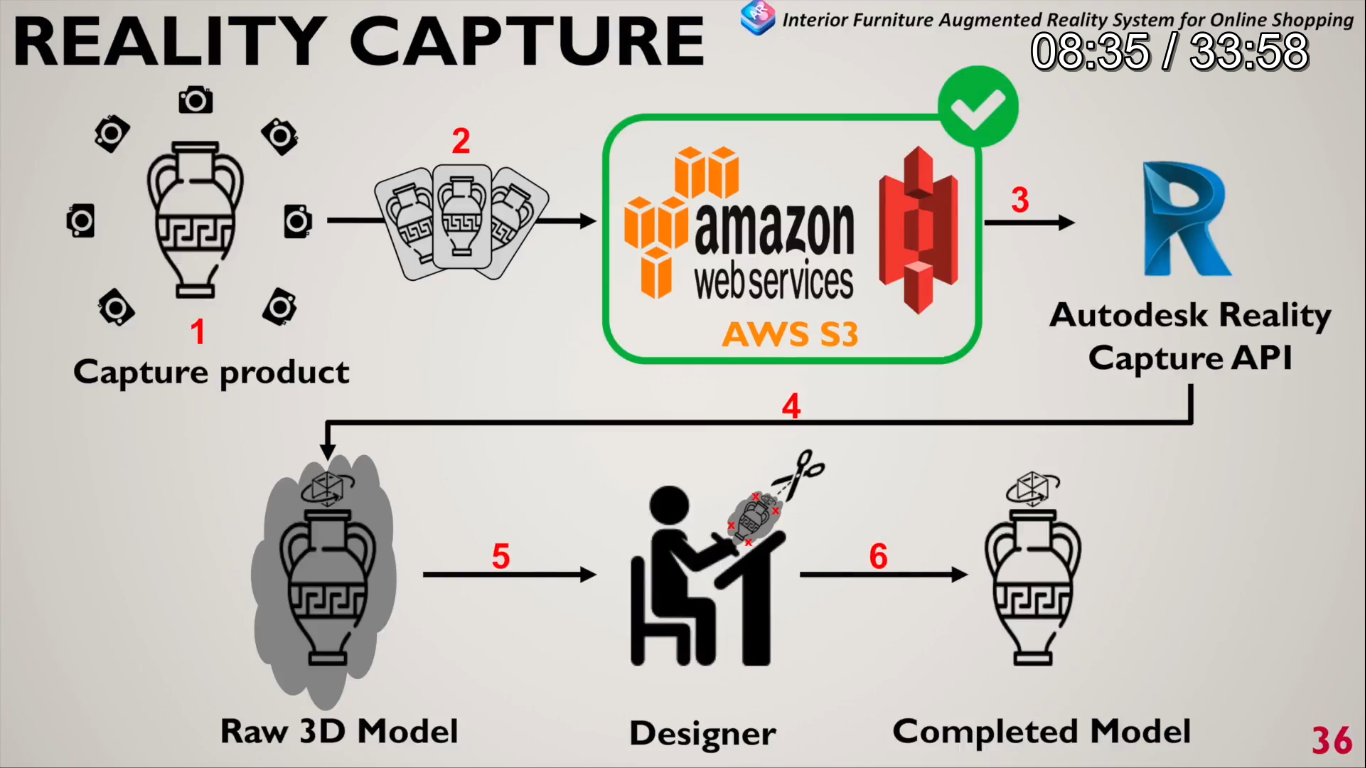 REALITY CAPTURE
Interior Furniture Augmented Reality System for Online Shopping
08:35 / 33:58
2
amazon
web services
AWS S3
3
Autodesk Reality
Capture API
1
Capture product
4
5
6
Raw 3D Model
Designer
Completed Model
36